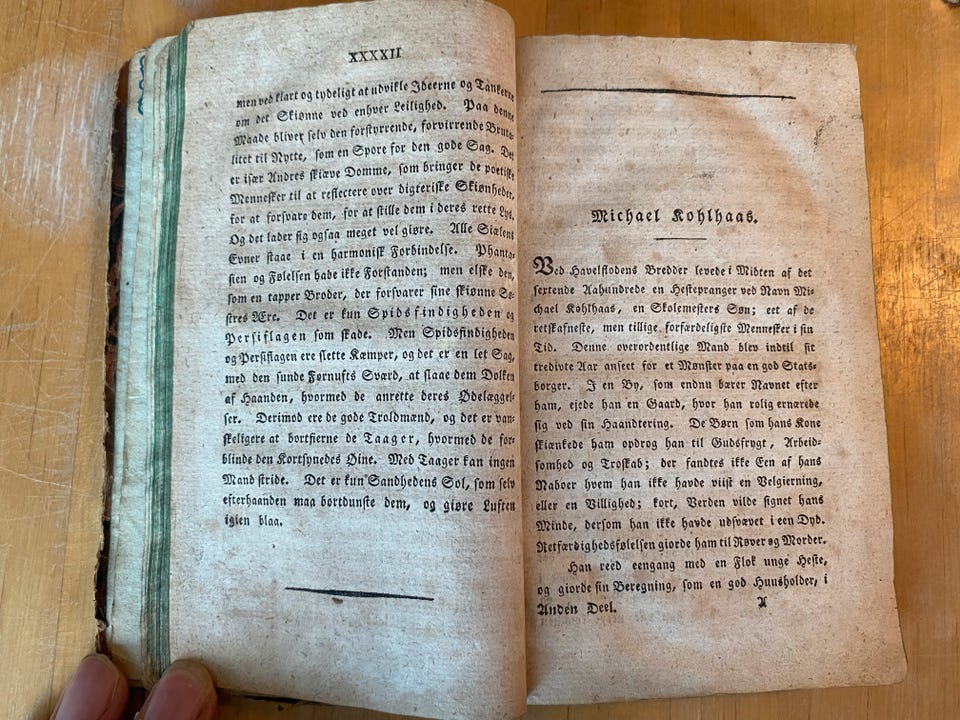 XXXXII
men ved klart og tydeligt at udvikle Ideerne og Tankerne
om det Skiønne ved enhver Leilighed. Paa denne
Maade bliver selv den forstyrrende, forvirrende Bruta-
litet til Nytte, som en Spore for den gode Sag. Det
er især Andres skiæve Domme, som bringer de poetiske
Mennesker til at reflectere over digteriske Skiønheder,
for at forsvare dem, for at stille dem i deres rette Lys.
Og det lader sig ogsaa meget vel giøre. Alle Siælens
Evner staae i en harmonisk Forbindelse. Phanta-
sien og Følelsen hade ikke Forstanden; men elske den,
som en tapper Broder, der forsvarer sine skiønne Sø-
stres Ære. Det er kun Spidsfindigheden og
Persiflagen som skade. Men Spidsfindigheden
og Persiflagen ere slette Kæmper, og det er en let Sag,
med den sunde Fornufts Sværd, at slaae dem Dolken
af Haanden, hvormed de anrette deres Ødelæggel-
ser. Derimod ere de gode Troldmænd, og det er van-
skeligere at bortfierne de Taager, hvormed de for-
blinde den Kortsynedes Øine. Med Taager kan ingen
Mand stride. Det er kun Sandhedens Sol, som selv
efterhaanden maa bortdunste dem, og giøre Luften
igien blaa.
Michael Kohlhaas.
Ved Havelflodens Bredder levede i Midten af det
sextende Aahundrede en Hestepranger ved Navn Mi-
chael Kohlhaas, en Skolemesters Søn; eet af de
retskafneste, men tillige forfærdeligste Mennesker i sin
Tid. Denne overordentlige Mand blev indtil sit
tredivte Aar anseet for et Mønster paa en god Stats-
borger. I en By, som endnu bærer Navnet efter
ham, ejede han en Gaard, hvor han rolig ernærede
sig ved sin Haandtering. De Børn som hans Kone
skiænkede ham opdrog han til Gudsfrygt, Arbeid-
somhed og Troskab; der fandtes ikke Een af hans
Naboer hvem han ikke havde viist en Velgierning,
eller en Villighed; kort, Verden vilde signet hans
Minde, dersom han ikke havde udsvævet i een Dyd.
Retfærdighedsfølelsen giorde ham til Røver og Morder.
Han reed eengang med en Flok unge Heste,
og giorde sin Beregning, som en god Huusholder, i
Anden Deel. A